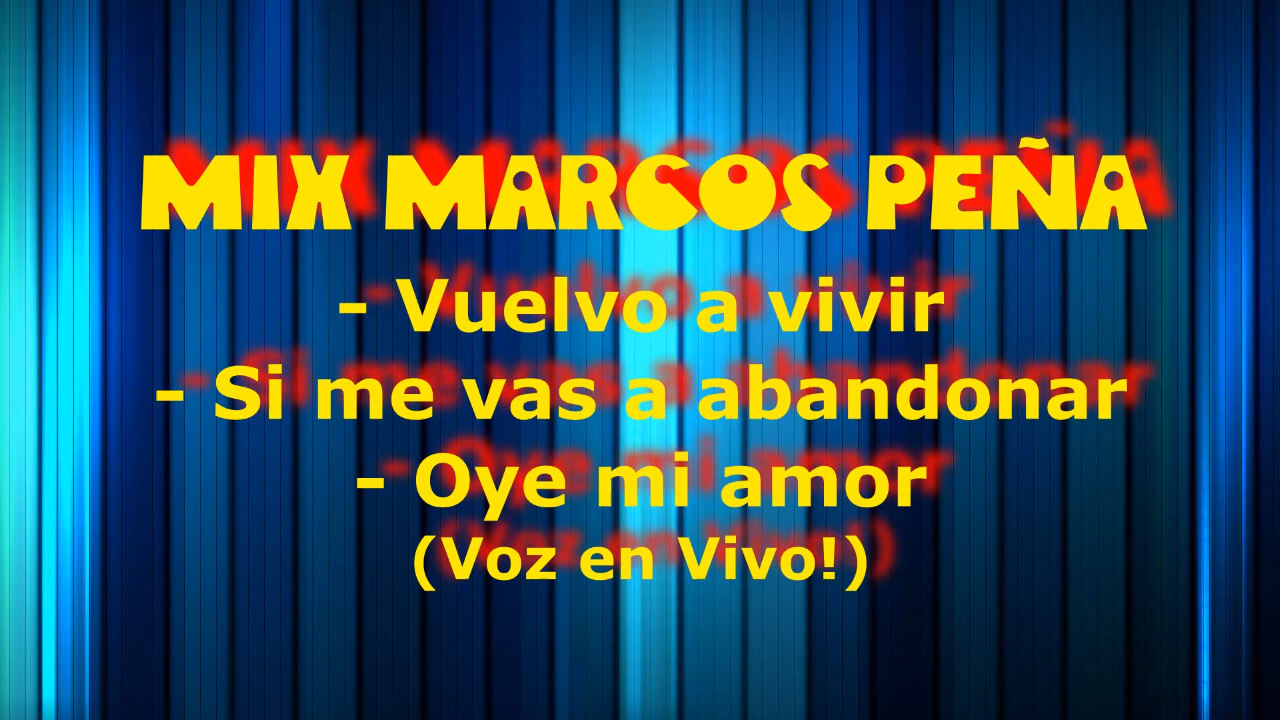 MIX MARCOS PEÑA
- Vuelvo a vivir
- Si me vas a abandonar
- Oye mi amor
(Voz en Vivo!)